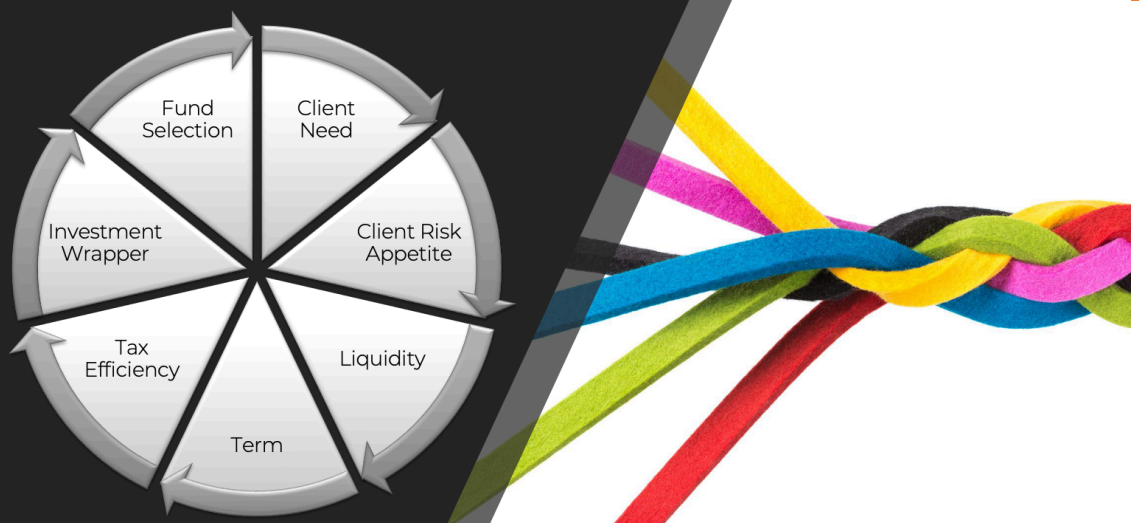 Fund
Selection
Client
Need
Investment
Wrapper
Client Risk
Appetite
Tax
Efficiency
Liquidity
Term